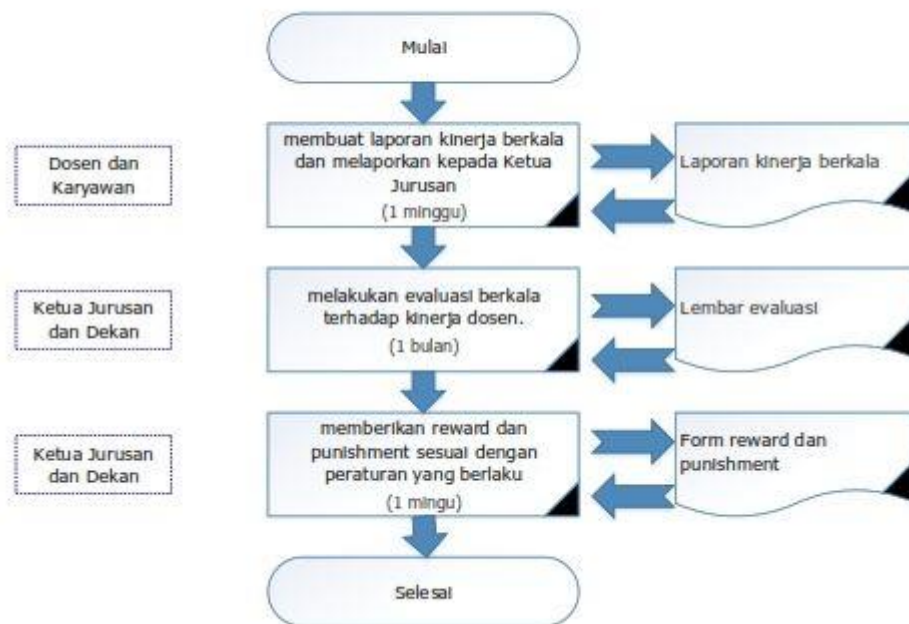 Mulai
Dosen dan
Karyawan
membuat laporan kinerja berkala
dan melaporkan kepada Ketua
Jurusan
(1 minggu)
Laporan kinerja berkala
Ketua Jurusan
dan Dekan
melakukan evaluasi berkala
terhadap kinerja dosen.
(1 bulan)
Lembar evaluasi
Ketua Jurusan
dan Dekan
memberikan reward dan
punishment sesuai dengan
peraturan yang berlaku
(1 mingu)
Form reward dan
punishment
Selesai